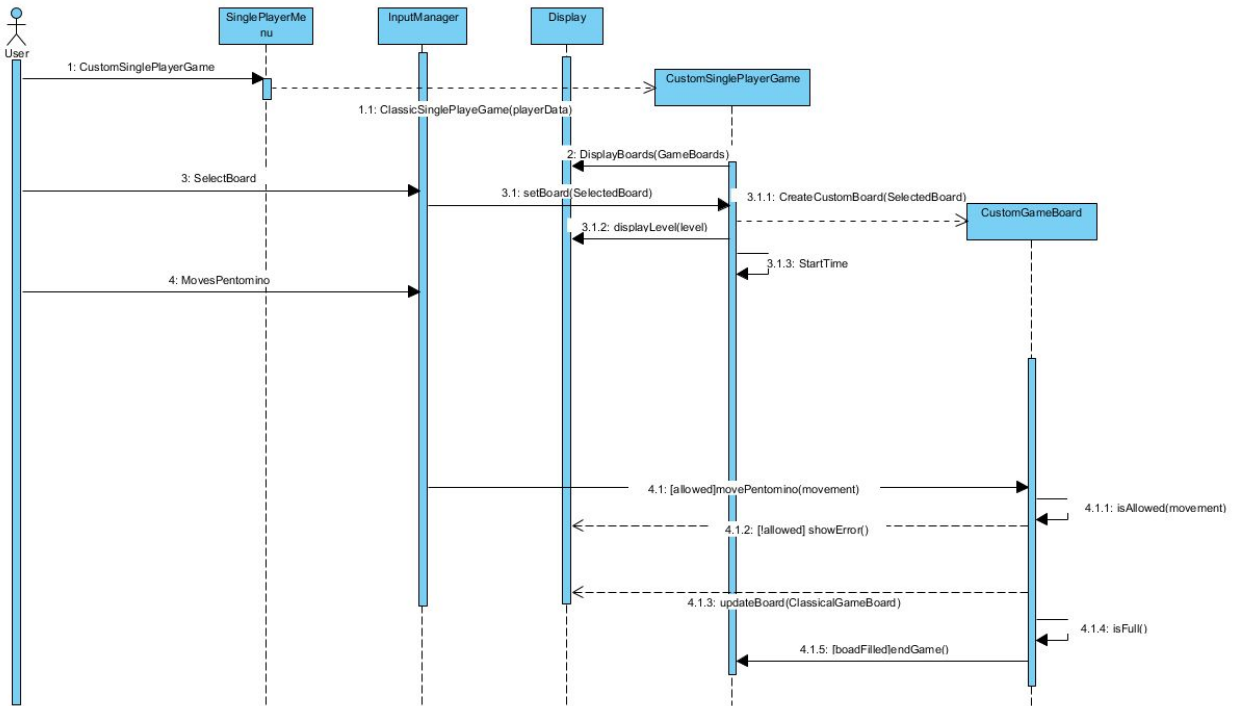 SinglePlayerMe
nu
InputManager
Display
User
1: CustomSinglePlayerGame
CustomSinglePlayerGame
1.1: ClassicSinglePlayeGame(playerData)
2: DisplayBoards(GameBoards)
3: SelectBoard
3.1: setBoard(SelectedBoard)
3.1.1: CreateCustomBoard(SelectedBoard)
CustomGameBoard
3.1.2: displayLevel(level)
3.1.3: StartTime
4: MovesPentomino
4.1: [allowed]movePentomino(movement)
4.1.1: isAllowed(movement)
4.1.2: [!allowed] showError()
4.1.3: updateBoard(ClassicalGameBoard)
4.1.4: isFull()
4.1.5: [boadFilled]endGame()